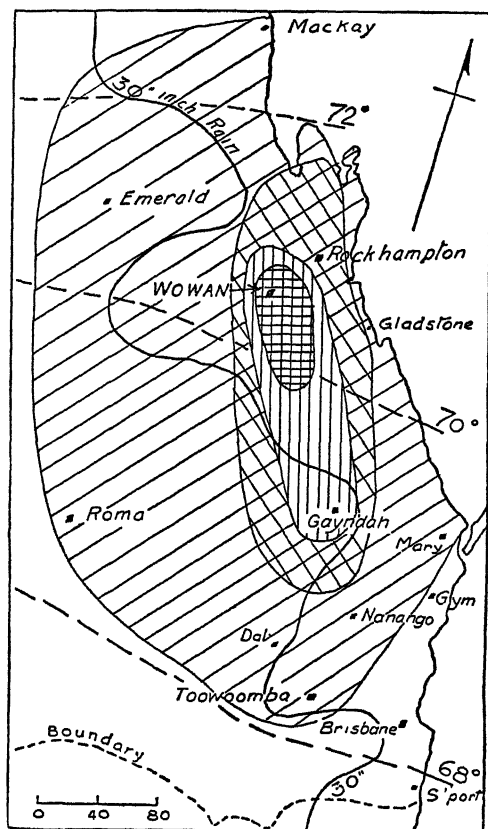 Mackay
30" inch Rain
72°
Emerald
Rockhampton
WOWAN
Gladstone
70°
Gayndah
Roma
Mary
Gym
Nanango
Dal
Toowoomba
Brisbane
Boundary
68°
30"
S'port
0 40 80